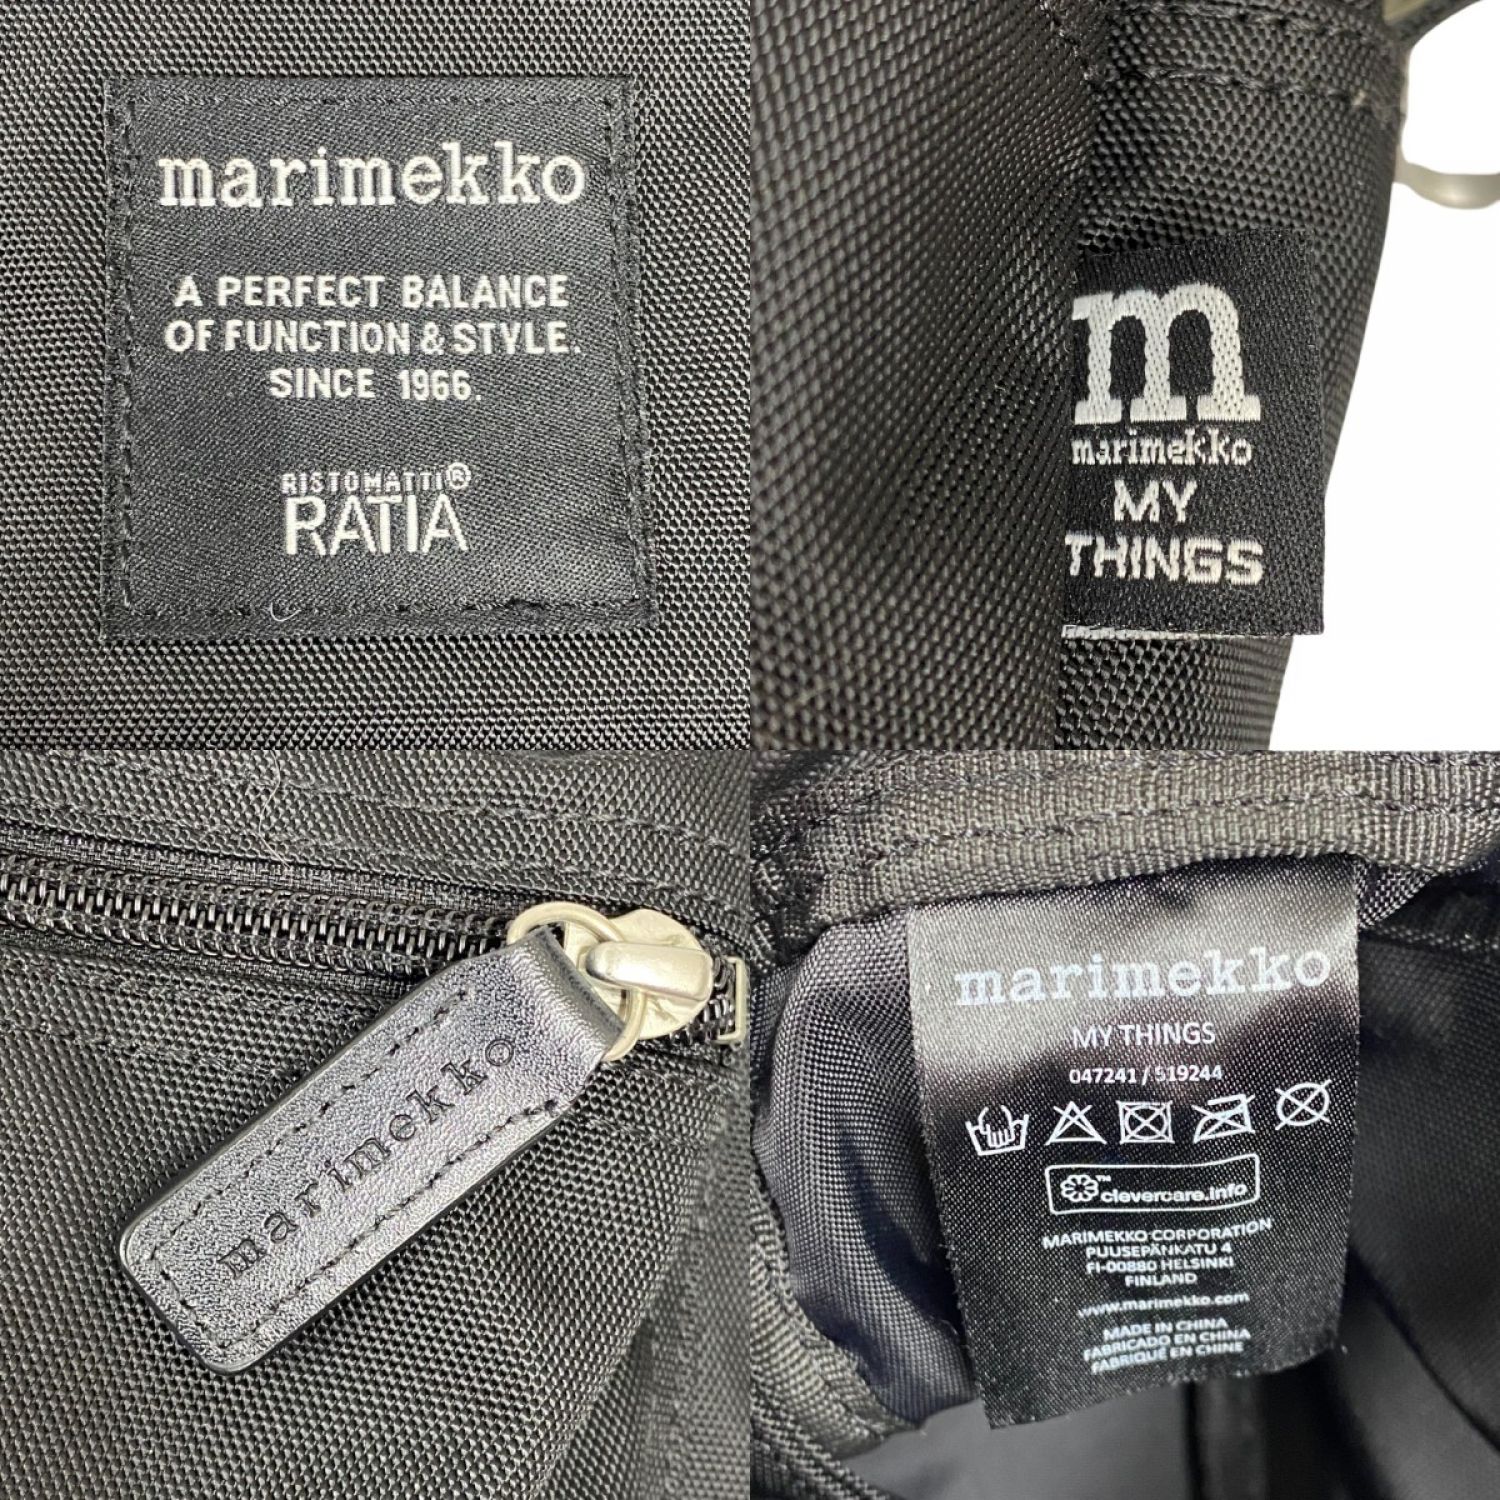 marimekko
A PERFECT BALANCE
OF FUNCTION & STYLE.
SINCE 1966.
RISTOMATTI®
RATIA
m
marimekko
MY
THINGS
marimekko
marimekko
MY THINGS
047241 / 519244
™
clevercare.info
MARIMEKKO CORPORATION
PUUSEPÄNKATU 4
FI-00880 HELSINKI
FINLAND
www.marimekko.com
MADE IN CHINA
FABRICADO EN CHINA
FABRIQUÉ EN CHINE